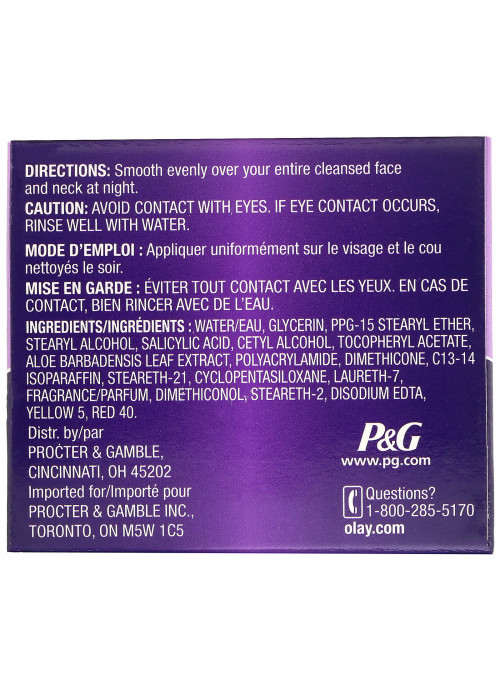 DIRECTIONS: Smooth evenly over your entire cleansed face
and neck at night.
CAUTION: AVOID CONTACT WITH EYES. IF EYE CONTACT OCCURS,
RINSE WELL WITH WATER.
MODE D'EMPLOI : Appliquer uniformément sur le visage et le cou
nettoyés le soir.
MISE EN GARDE : ÉVITER TOUT CONTACT AVEC LES YEUX. EN CAS DE
CONTACT, BIEN RINCER AVEC DE L'EAU.
INGREDIENTS/INGRÉDIENTS : WATER/EAU, GLYCERIN, PPG-15 STEARYL ETHER,
STEARYL ALCOHOL, SALICYLIC ACID, CETYL ALCOHOL, TOCOPHERYL ACETATE,
ALOE BARBADENSIS LEAF EXTRACT, POLYACRYLAMIDE, DIMETHICONE, C13-14
ISOPARAFFIN, STEARETH-21, CYCLOPENTASILOXANE, LAURETH-7,
FRAGRANCE/PARFUM, DIMETHICONOL, STEARETH-2, DISODIUM EDTA,
YELLOW 5, RED 40.
Distr. by/par
PROCTER & GAMBLE,
CINCINNATI, OH 45202
Imported for/Importé pour
PROCTER & GAMBLE INC.,
TORONTO, ON M5W 1C5
P&G
www.pg.com
Questions?
1-800-285-5170
olay.com